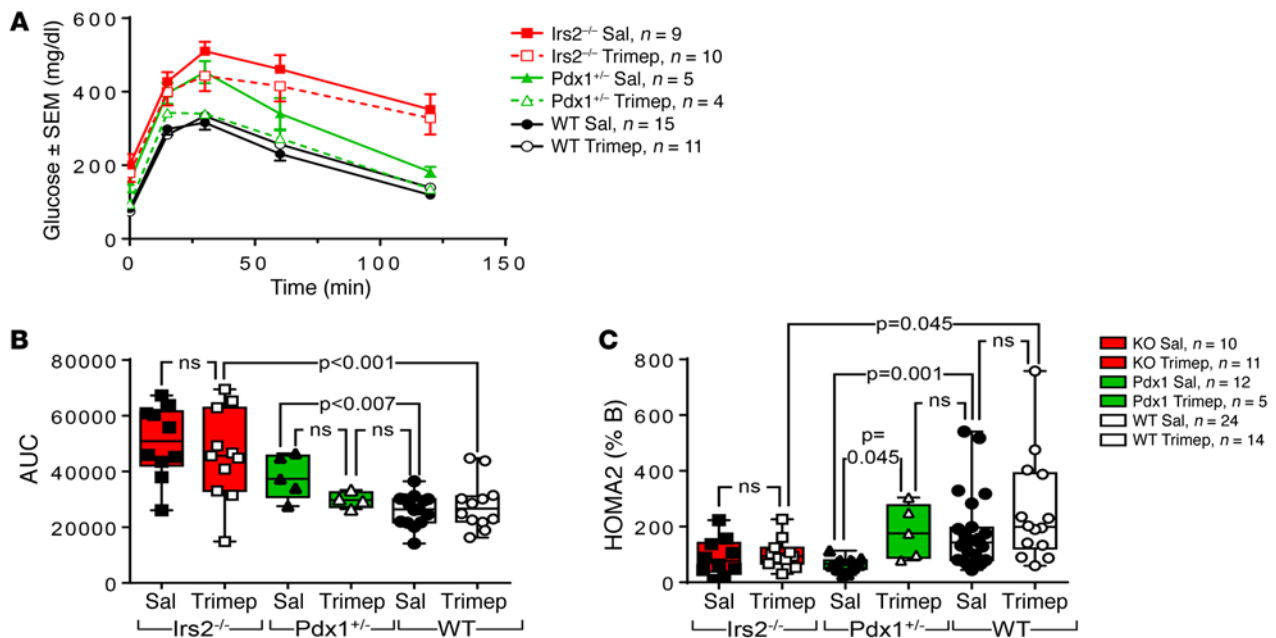 A
Glucose ± SEM (mg/dl)
600
400
200
0
0
50
100
150
Time (min)
Irs2⁻/⁻ Sal, n = 9
Irs2⁻/⁻ Trimep, n = 10
Pdx1⁺/⁻ Sal, n = 5
Pdx1⁺/⁻ Trimep, n = 4
WT Sal, n = 15
WT Trimep, n = 11
B
AUC
80000
60000
40000
20000
0
ns
p<0.001
p<0.007
ns
ns
Sal Trimep Sal Trimep Sal Trimep
Irs2⁻/⁻ Pdx1⁺/⁻ WT
C
HOMA2 (% B)
800
600
400
200
0
p=0.045
ns
p=0.001
ns
p=
0.045
ns
Sal Trimep Sal Trimep Sal Trimep
Irs2⁻/⁻ Pdx1⁺/⁻ WT
KO Sal, n = 10
KO Trimep, n = 11
Pdx1 Sal, n = 12
Pdx1 Trimep, n = 5
WT Sal, n = 24
WT Trimep, n = 14